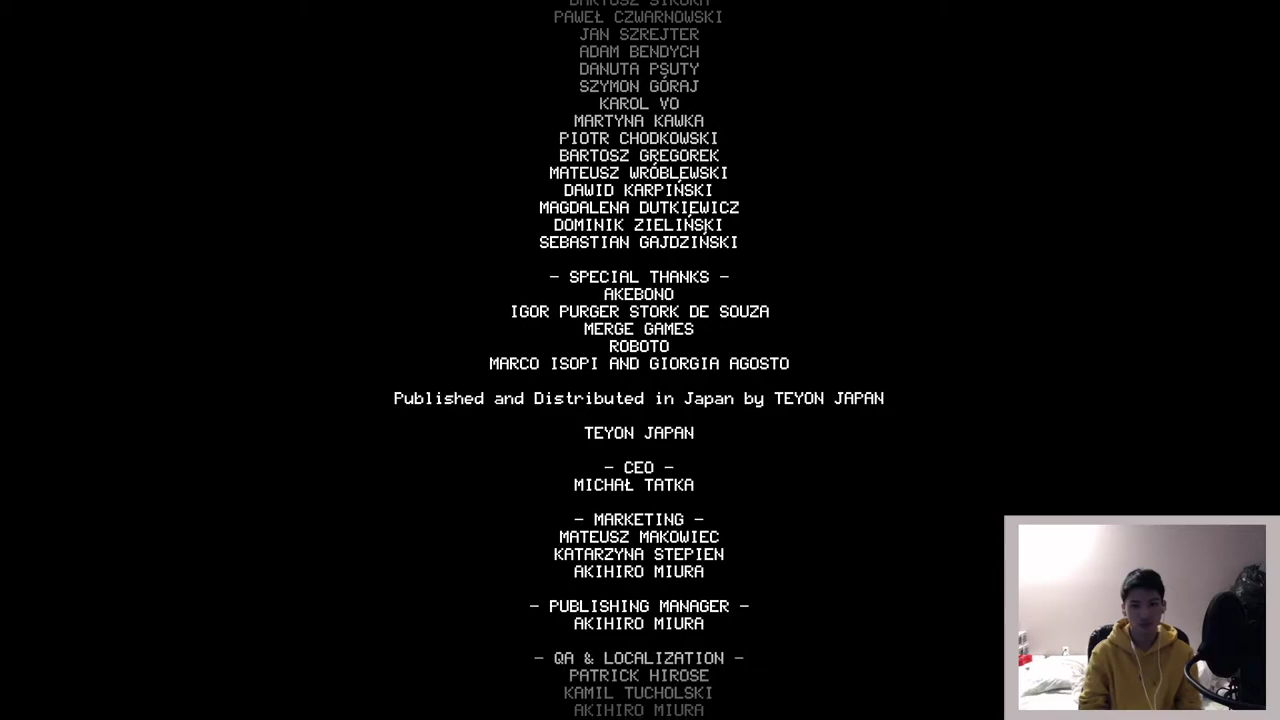 BARTOSZ SIKORA
PAWEŁ CZWARNOWSKI
JAN SZREJTER
ADAM BENDYCH
DANUTA PSUTY
SZYMON GÓRAJ
KAROL VO
MARTYNA KAWKA
PIOTR CHODKOWSKI
BARTOSZ GREGOREK
MATEUSZ WRÓBLEWSKI
DAWID KARPIŃSKI
MAGDALENA DUTKIEWICZ
DOMINIK ZIELIŃSKI
SEBASTIAN GAJDZIŃSKI
- SPECIAL THANKS -
AKEBONO
IGOR PURGER STORK DE SOUZA
MERGE GAMES
ROBOTO
MARCO ISOPI AND GIORGIA AGOSTO
Published and Distributed in Japan by TEYON JAPAN
TEYON JAPAN
- CEO -
MICHAŁ TATKA
- MARKETING -
MATEUSZ MAKOWIEC
KATARZYNA STEPIEN
AKIHIRO MIURA
- PUBLISHING MANAGER -
AKIHIRO MIURA
- QA & LOCALIZATION -
PATRICK HIROSE
KAMIL TUCHOLSKI
AKIHIRO MIURA